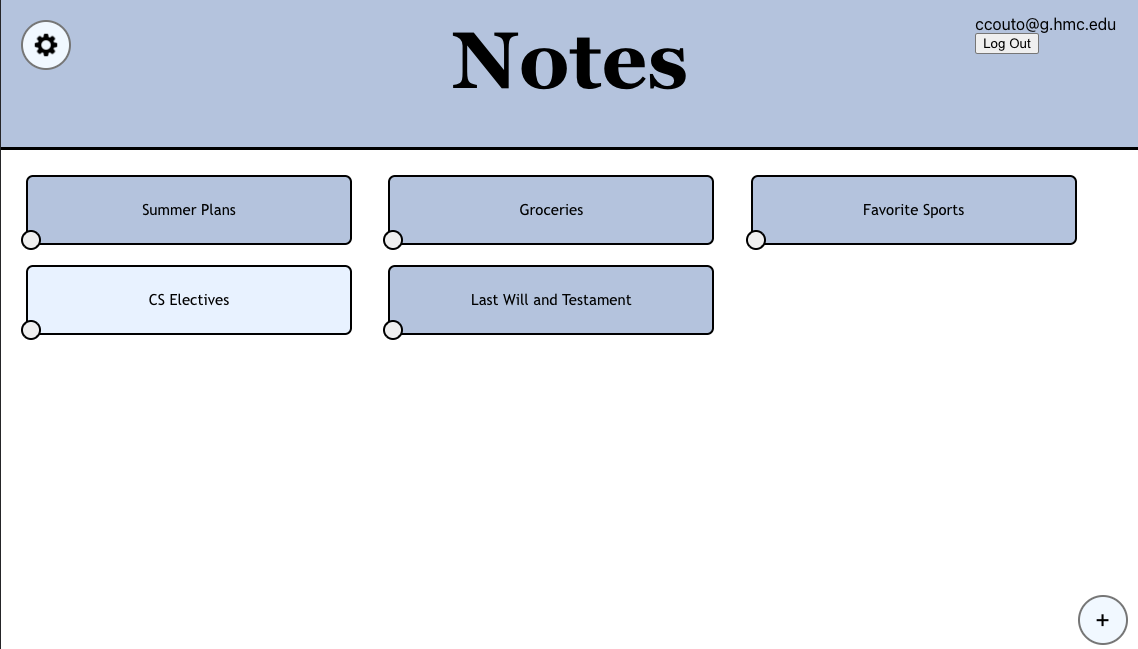 Notes
ccouto@g.hmc.edu
Log Out
Summer Plans
Groceries
Favorite Sports
CS Electives
Last Will and Testament
+